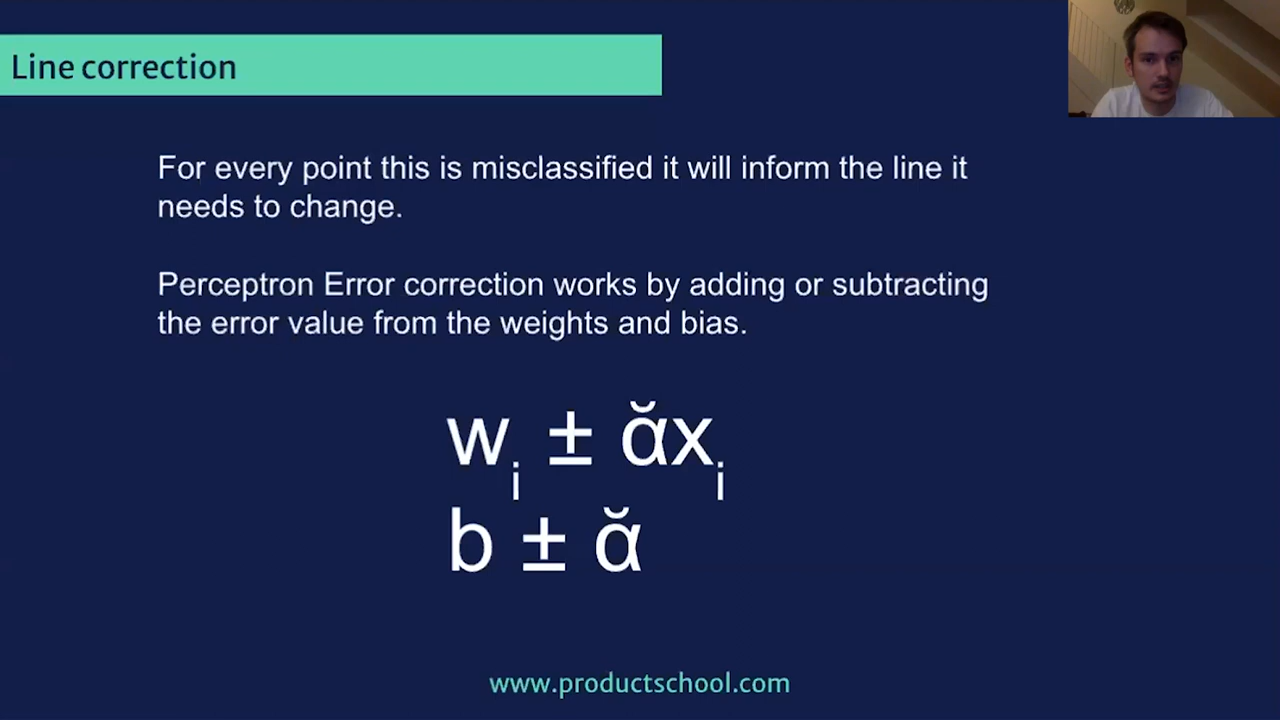 Line correction
For every point this is misclassified it will inform the line it
needs to change.
Perceptron Error correction works by adding or subtracting
the error value from the weights and bias.
wᵢ ± ᾰxᵢ
b ± ᾰ
www.productschool.com